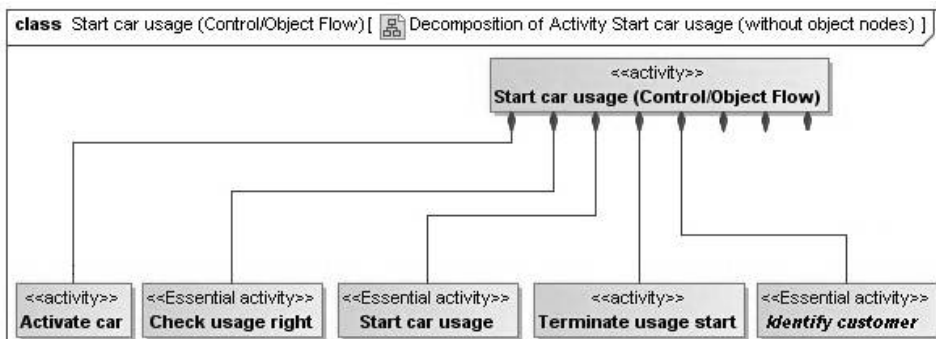 class Start car usage (Control/Object Flow) [ Decomposition of Activity Start car usage (without object nodes) ]
<<activity>>
Start car usage (Control/Object Flow)
<<activity>>
Activate car
<<Essential activity>>
Check usage right
<<Essential activity>>
Start car usage
<<activity>>
Terminate usage start
<<Essential activity>>
Identify customer